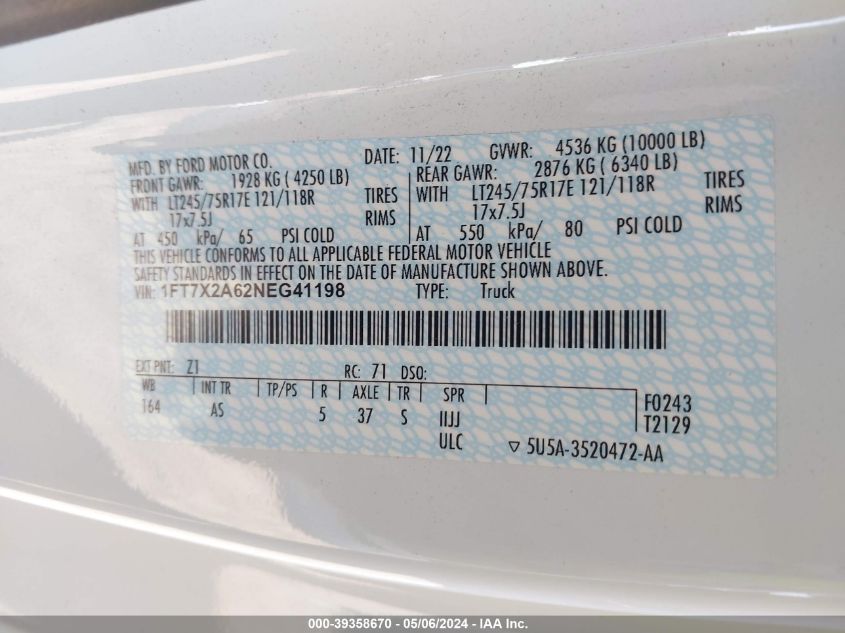 MFD. BY FORD MOTOR CO. DATE: 11/22 GVWR: 4536 KG (10000 LB)
FRONT GAWR: 1928 KG ( 4250 LB) REAR GAWR: 2876 KG ( 6340 LB)
WITH LT245/75R17E 121/118R TIRES WITH LT245/75R17E 121/118R TIRES
17x7.5J RIMS 17x7.5J RIMS
AT 450 kPa/ 65 PSI COLD AT 550 kPa/ 80 PSI COLD
THIS VEHICLE CONFORMS TO ALL APPLICABLE FEDERAL MOTOR VEHICLE
SAFETY STANDARDS IN EFFECT ON THE DATE OF MANUFACTURE SHOWN ABOVE.
VIN: 1FT7X2A62NEG41198 TYPE: Truck
EXT PNT: Z1 RC: 71 DSO:
WB INT TR TP/PS R AXLE TR SPR F0243
164 AS 5 37 S IIJJ T2129
ULC 5U5A-3520472-AA
000-39358670 - 05/06/2024 - IAA Inc.